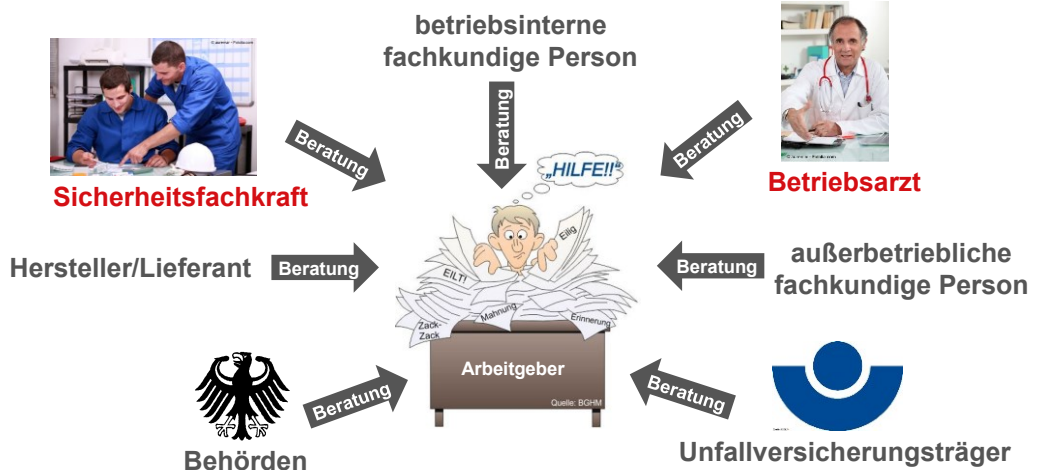 betriebsinterne
fachkundige Person
Beratung
Beratung
Beratung
„HILFE!!“
Sicherheitsfachkraft
Betriebsarzt
Eilig
EILT!
Hersteller/Lieferant
Beratung
Beratung
außerbetriebliche
fachkundige Person
Mahnung
Erinnerung
Zack-
Zack
Arbeitgeber
Quelle: BGHM
Beratung
Beratung
Behörden
Unfallversicherungsträger